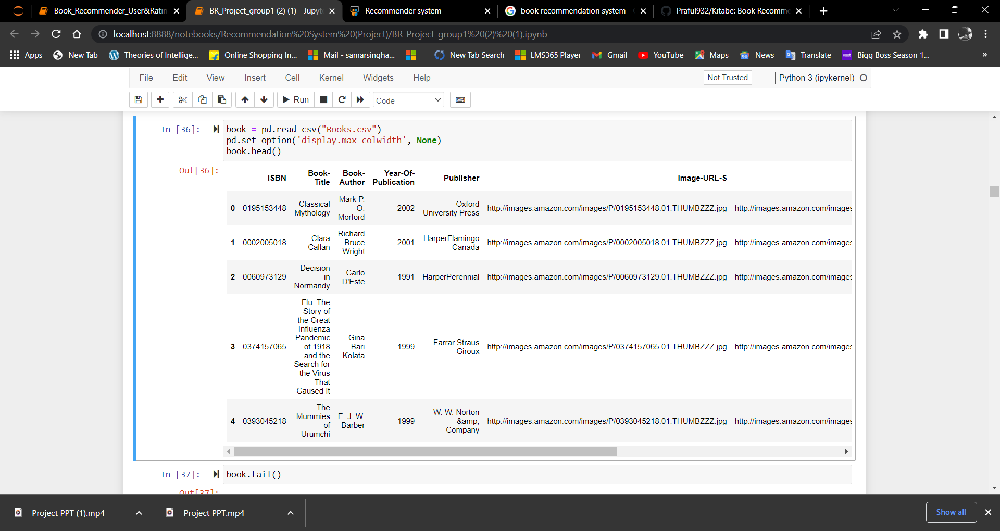 Book_Recommender_User&Ratin
BR_Project_group1 (2) (1) - Jupyt
Recommender system
book recommendation system -
Praful932/Kitabe: Book Recomme
localhost:8888/notebooks/Recommendation%20System%20(Project)/BR_Project_group1%20(2)%20(1).ipynb
Apps New Tab Theories of Intellige... Online Shopping In... Mail - samarsingha... New Tab Search LMS365 Player Gmail YouTube Maps News Translate Bigg Boss Season 1... »
File Edit View Insert Cell Kernel Widgets Help Not Trusted Python 3 (ipykernel)
Run Code
In [36]: book = pd.read_csv("Books.csv")
pd.set_option('display.max_colwidth', None)
book.head()
Out[36]:
ISBN Book-Title Book-Author Year-Of-Publication Publisher Image-URL-S
0 0195153448 Classical Mythology Mark P. O. Morford 2002 Oxford University Press http://images.amazon.com/images/P/0195153448.01.THUMBZZZ.jpg http://images.amazon.com/images
1 0002005018 Clara Callan Richard Bruce Wright 2001 HarperFlamingo Canada http://images.amazon.com/images/P/0002005018.01.THUMBZZZ.jpg http://images.amazon.com/images
2 0060973129 Decision in Normandy Carlo D'Este 1991 HarperPerennial http://images.amazon.com/images/P/0060973129.01.THUMBZZZ.jpg http://images.amazon.com/images
3 0374157065 Flu: The Story of the Great Influenza Pandemic of 1918 and the Search for the Virus That Caused It Gina Bari Kolata 1999 Farrar Straus Giroux http://images.amazon.com/images/P/0374157065.01.THUMBZZZ.jpg http://images.amazon.com/images
4 0393045218 The Mummies of Urumchi E. J. W. Barber 1999 W. W. Norton &amp; Company http://images.amazon.com/images/P/0393045218.01.THUMBZZZ.jpg http://images.amazon.com/images
In [37]: book.tail()
Out[37]:
Project PPT (1).mp4 Project PPT.mp4 Show all